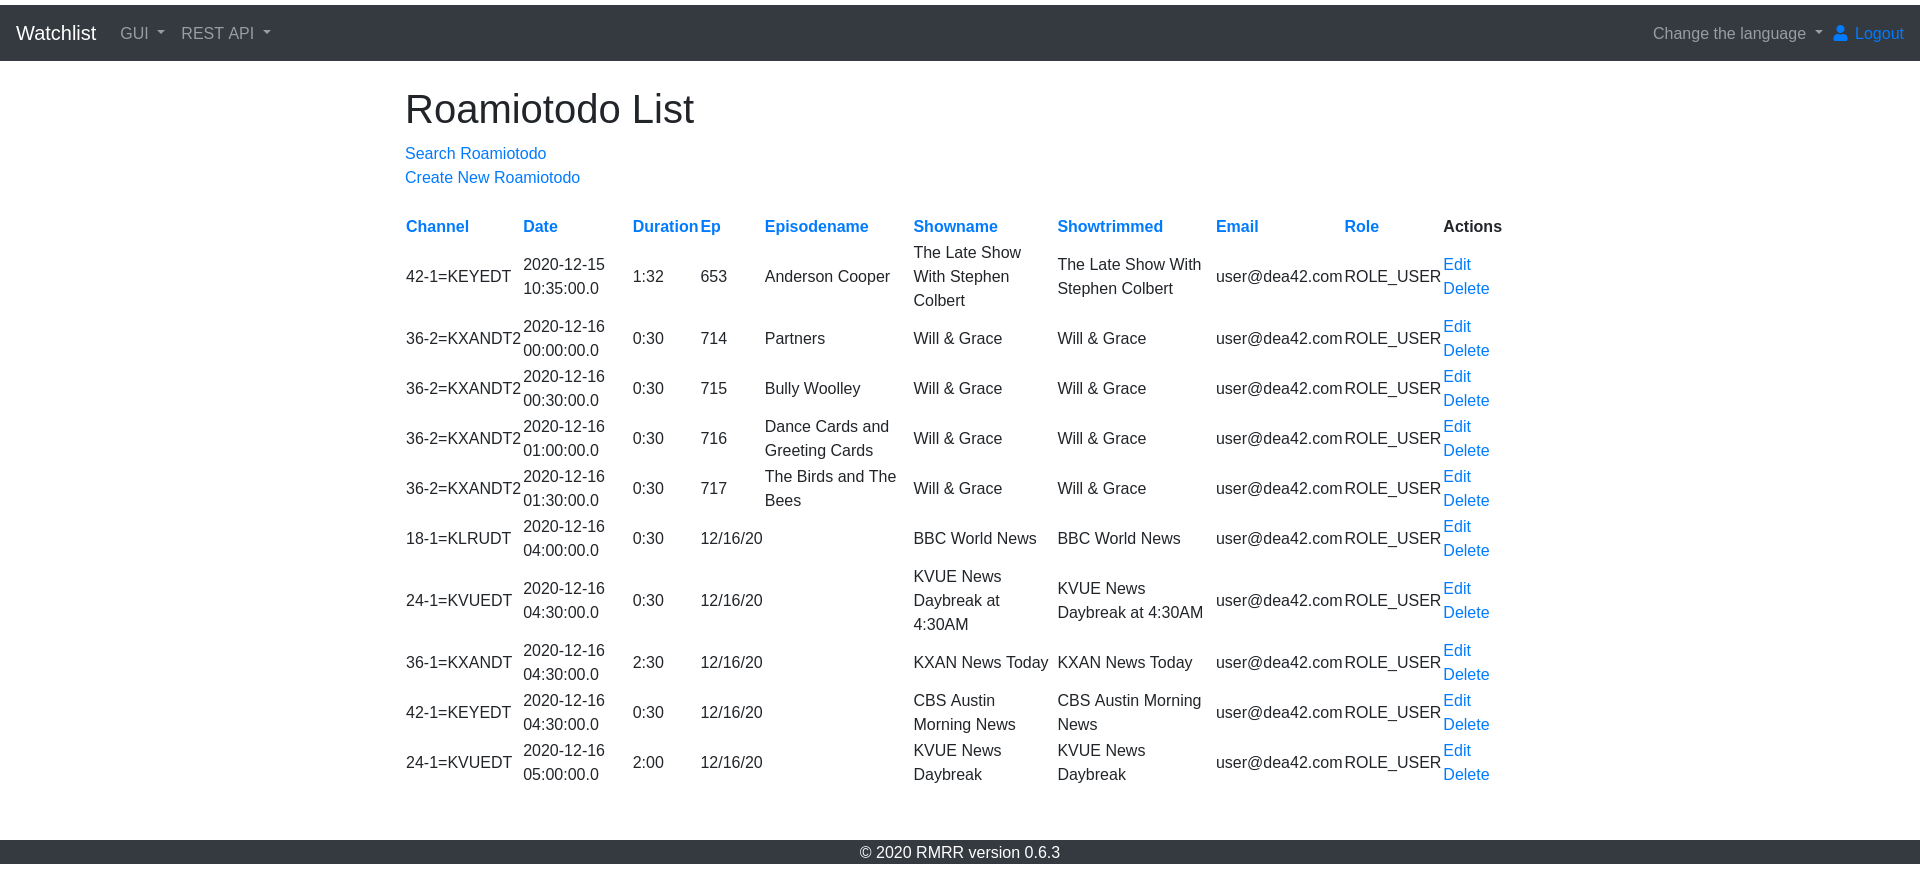 Watchlist GUI REST API Change the language Logout
Roamiotodo List
Search Roamiotodo
Create New Roamiotodo
Channel Date Duration Ep Episodename Showname Showtrimmed Email Role Actions
42-1=KEYEDT 2020-12-15 10:35:00.0 1:32 653 Anderson Cooper The Late Show With Stephen Colbert The Late Show With Stephen Colbert user@dea42.com ROLE_USER Edit Delete
36-2=KXANDT2 2020-12-16 00:00:00.0 0:30 714 Partners Will & Grace Will & Grace user@dea42.com ROLE_USER Edit Delete
36-2=KXANDT2 2020-12-16 00:30:00.0 0:30 715 Bully Woolley Will & Grace Will & Grace user@dea42.com ROLE_USER Edit Delete
36-2=KXANDT2 2020-12-16 01:00:00.0 0:30 716 Dance Cards and Greeting Cards Will & Grace Will & Grace user@dea42.com ROLE_USER Edit Delete
36-2=KXANDT2 2020-12-16 01:30:00.0 0:30 717 The Birds and The Bees Will & Grace Will & Grace user@dea42.com ROLE_USER Edit Delete
18-1=KLRUDT 2020-12-16 04:00:00.0 0:30 12/16/20 BBC World News BBC World News user@dea42.com ROLE_USER Edit Delete
24-1=KVUEDT 2020-12-16 04:30:00.0 0:30 12/16/20 KVUE News Daybreak at 4:30AM KVUE News Daybreak at 4:30AM user@dea42.com ROLE_USER Edit Delete
36-1=KXANDT 2020-12-16 04:30:00.0 2:30 12/16/20 KXAN News Today KXAN News Today user@dea42.com ROLE_USER Edit Delete
42-1=KEYEDT 2020-12-16 04:30:00.0 0:30 12/16/20 CBS Austin Morning News CBS Austin Morning News user@dea42.com ROLE_USER Edit Delete
24-1=KVUEDT 2020-12-16 05:00:00.0 2:00 12/16/20 KVUE News Daybreak KVUE News Daybreak user@dea42.com ROLE_USER Edit Delete
© 2020 RMRR version 0.6.3